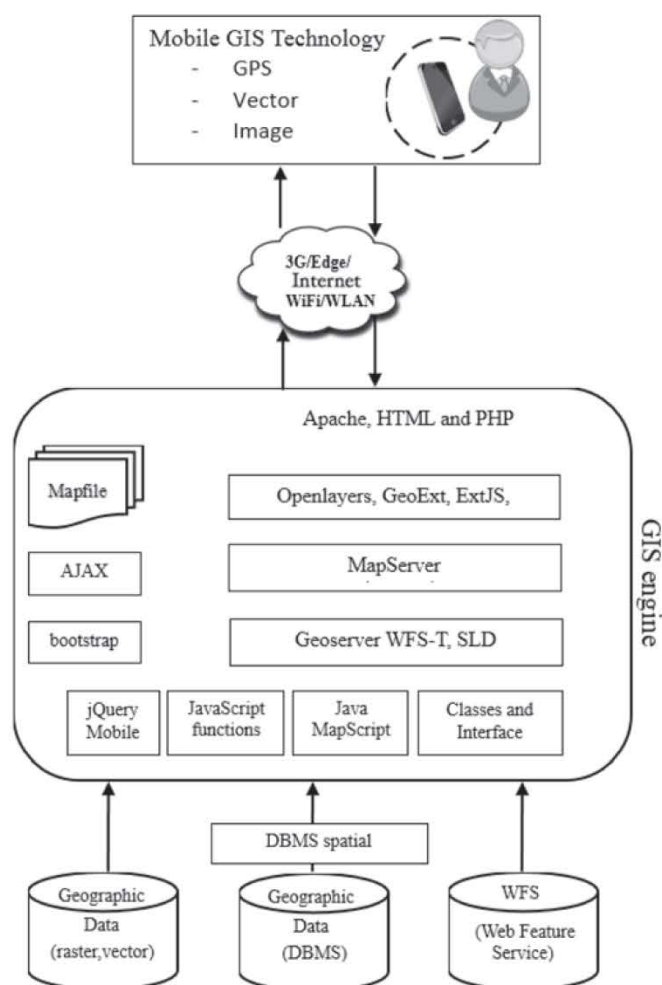 Mobile GIS Technology
- GPS
- Vector
- Image
3G/Edge/
Internet
WiFi/WLAN
Apache, HTML and PHP
Mapfile
Openlayers, GeoExt, ExtJS,
AJAX
MapServer
bootstrap
Geoserver WFS-T, SLD
jQuery
Mobile
JavaScript
functions
Java
MapScript
Classes and
Interface
GIS engine
DBMS spatial
Geographic
Data
(raster,vector)
Geographic
Data
(DBMS)
WFS
(Web Feature
Service)